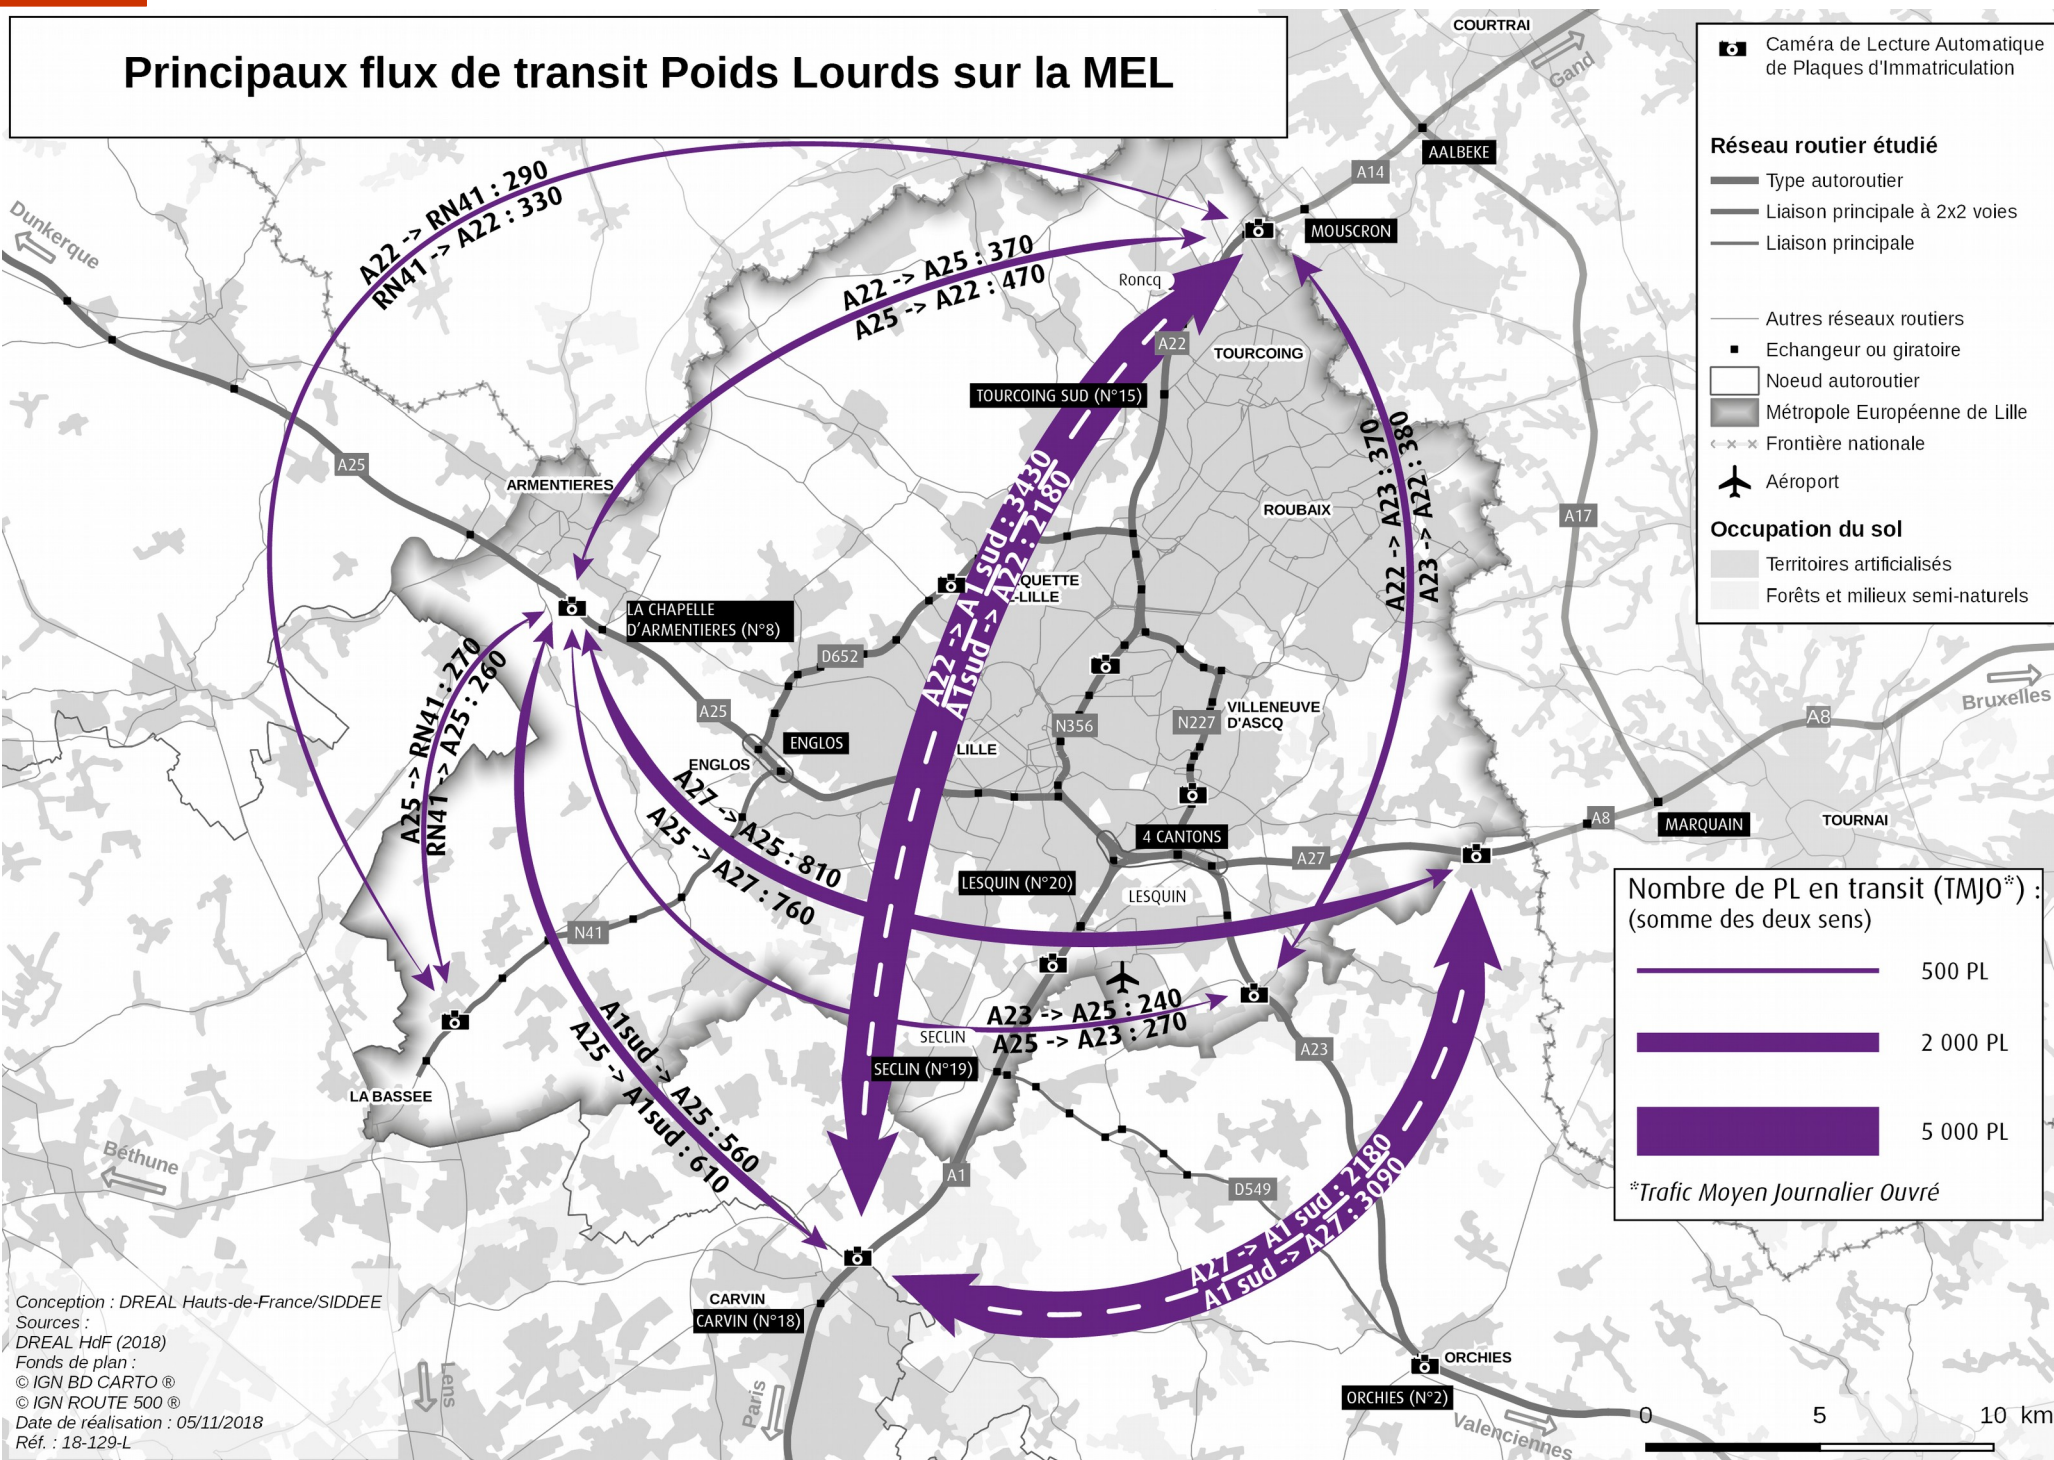 Principaux flux de transit Poids Lourds sur la MEL
COURTRAI
Gand
AALBEKE
A14
MOUSCRON
Dunkerque
A22 -> RN41 : 290
RN41 -> A22 : 330
A22 -> A25 : 370
A25 -> A22 : 470
Roncq
A22
TOURCOING
TOURCOING SUD (N°15)
A25
ARMENTIERES
A22 -> A1 sud : 3430
A1sud -> A22 : 2180
ROUBAIX
A22 -> A23 : 370
A23 -> A22 : 380
A17
QUETTE
-LILLE
LA CHAPELLE
D'ARMENTIERES (N°8)
D652
A25 -> RN41 : 270
RN41 -> A25 : 260
A25
N356
N227
VILLENEUVE
D'ASCQ
Bruxelles
A8
ENGLOS
ENGLOS
LILLE
A27 -> A25 : 810
A25 -> A27 : 760
4 CANTONS
A8
MARQUAIN
TOURNAI
A27
LESQUIN (N°20)
LESQUIN
N41
A23 -> A25 : 240
A25 -> A23 : 270
SECLIN
SECLIN (N°19)
A23
A1sud -> A25 : 560
A25 -> A1sud : 610
LA BASSEE
Béthune
A1
D549
A27 -> A1 sud : 2180
A1 sud -> A27 : 3090
CARVIN
CARVIN (N°18)
Lens
Paris
ORCHIES
ORCHIES (N°2)
Valenciennes
0 5 10 km
Caméra de Lecture Automatique
de Plaques d'Immatriculation
Réseau routier étudié
Type autoroutier
Liaison principale à 2x2 voies
Liaison principale
Autres réseaux routiers
Echangeur ou giratoire
Noeud autoroutier
Métropole Européenne de Lille
Frontière nationale
Aéroport
Occupation du sol
Territoires artificialisés
Forêts et milieux semi-naturels
Nombre de PL en transit (TMJO*) :
(somme des deux sens)
500 PL
2 000 PL
5 000 PL
*Trafic Moyen Journalier Ouvré
Conception : DREAL Hauts-de-France/SIDDEE
Sources :
DREAL HdF (2018)
Fonds de plan :
© IGN BD CARTO ®
© IGN ROUTE 500 ®
Date de réalisation : 05/11/2018
Réf. : 18-129-L